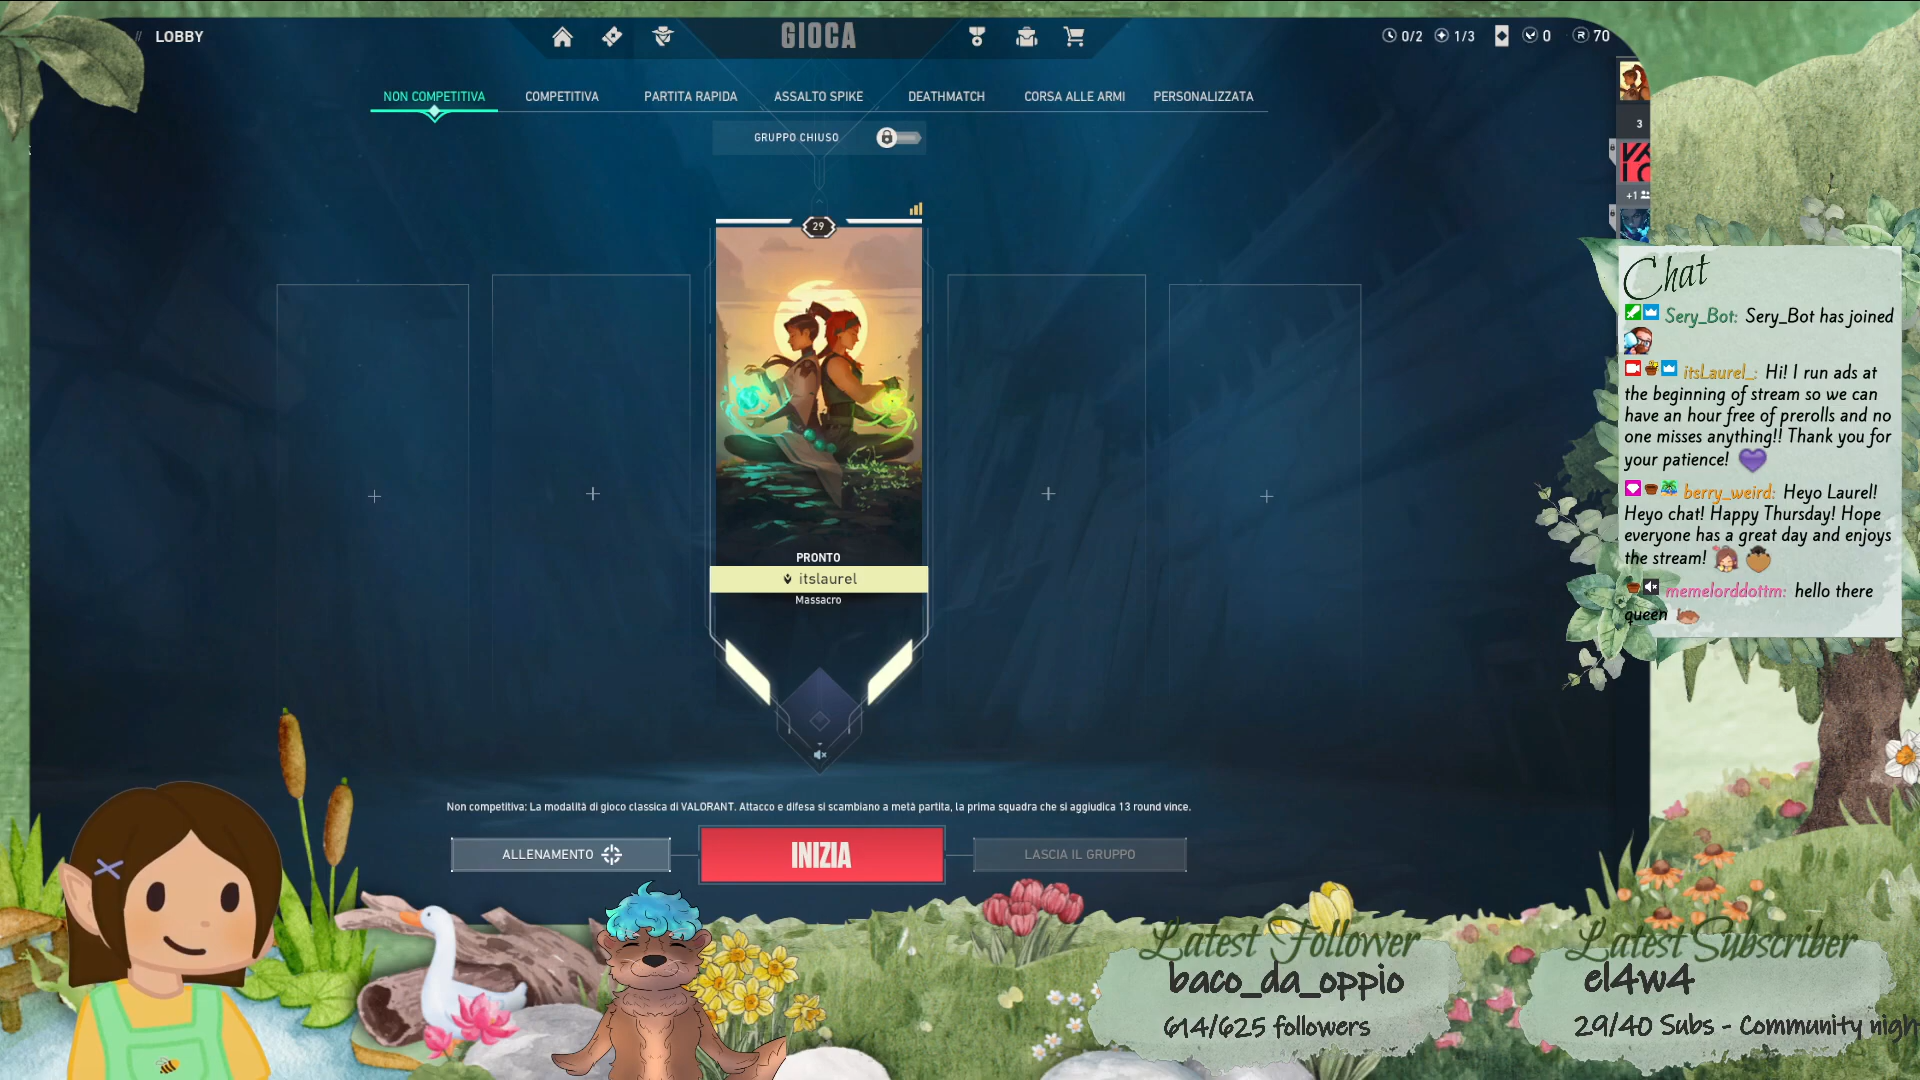 // LOBBY
GIOCA
0/2
1/3
0
R 70
NON COMPETITIVA
COMPETITIVA
PARTITA RAPIDA
ASSALTO SPIKE
DEATHMATCH
CORSA ALLE ARMI
PERSONALIZZATA
GRUPPO CHIUSO
3
+1
29
PRONTO
itslaurel
Massacro
Non competitiva: La modalità di gioco classica di VALORANT. Attacco e difesa si scambiano a metà partita, la prima squadra che si aggiudica 13 round vince.
ALLENAMENTO
INIZIA
LASCIA IL GRUPPO
Chat
Sery_Bot: Sery_Bot has joined
itsLaurel_: Hi! I run ads at
the beginning of stream so we can
have an hour free of prerolls and no
one misses anything!! Thank you for
your patience!
berry_weird: Heyo Laurel!
Heyo chat! Happy Thursday! Hope
everyone has a great day and enjoys
the stream!
memelorddottm: hello there
queen
Latest Follower
baco_da_oppio
614/625 followers
Latest Subscriber
el4w4
29/40 Subs - Community nigh